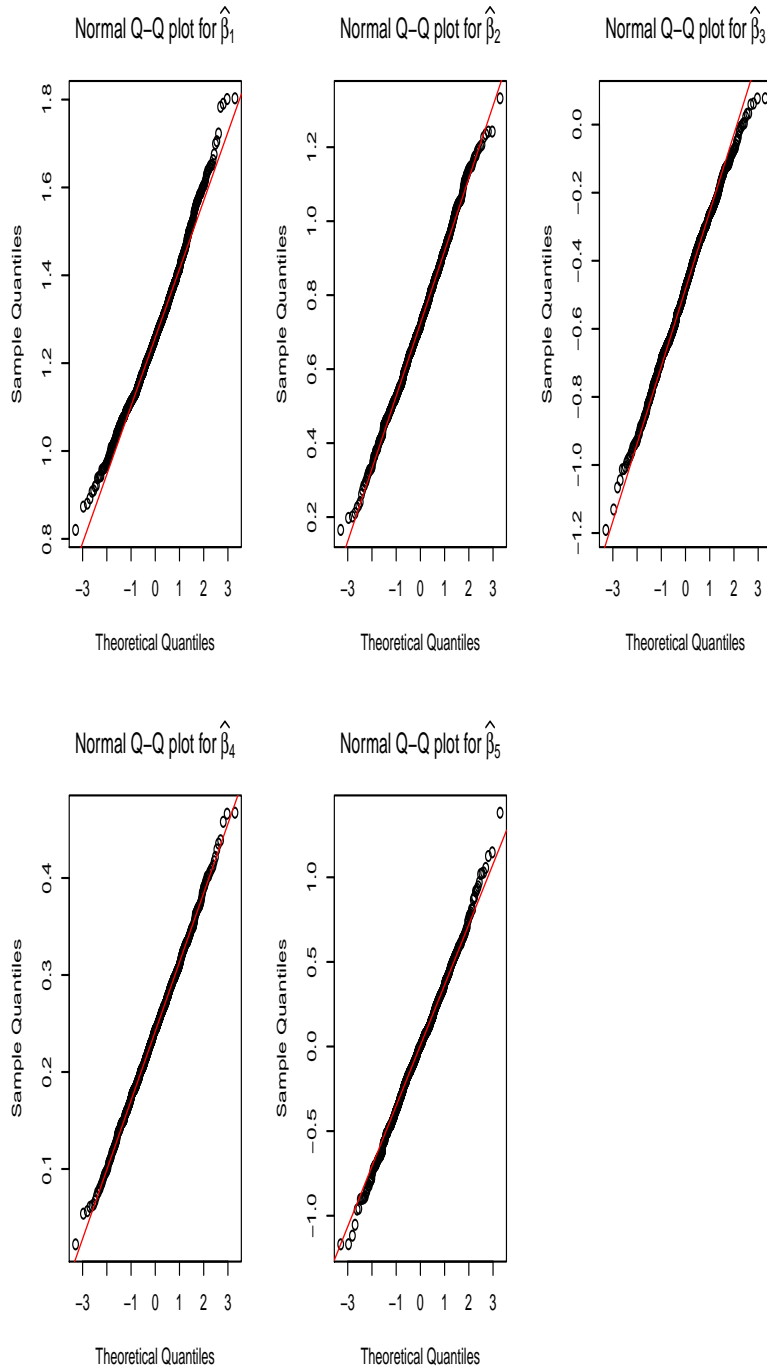 Normal Q−Q plot for β̂₁
Sample Quantiles
0.8 1.0 1.2 1.4 1.6 1.8
−3 −1 0 1 2 3
Theoretical Quantiles
Normal Q−Q plot for β̂₂
Sample Quantiles
0.2 0.4 0.6 0.8 1.0 1.2
−3 −1 0 1 2 3
Theoretical Quantiles
Normal Q−Q plot for β̂₃
Sample Quantiles
−1.2 −1.0 −0.8 −0.6 −0.4 −0.2 0.0
−3 −1 0 1 2 3
Theoretical Quantiles
Normal Q−Q plot for β̂₄
Sample Quantiles
0.1 0.2 0.3 0.4
−3 −1 0 1 2 3
Theoretical Quantiles
Normal Q−Q plot for β̂₅
Sample Quantiles
−1.0 −0.5 0.0 0.5 1.0
−3 −1 0 1 2 3
Theoretical Quantiles